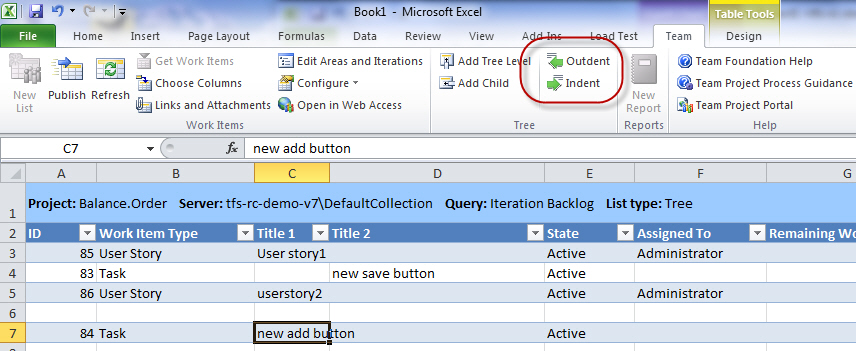 Book1 - Microsoft Excel
Table Tools
File Home Insert Page Layout Formulas Data Review View Add Ins Load Test Team Design
New List
Publish
Refresh
Get Work Items
Choose Columns
Links and Attachments
Work Items
Edit Areas and Iterations
Configure
Open in Web Access
Add Tree Level
Add Child
Outdent
Indent
Tree
New Report
Reports
Team Foundation Help
Team Project Process Guidance
Team Project Portal
Help
C7 fx new add button
A B C D E F G
1 Project: Balance.Order Server: tfs-rc-demo-v7\DefaultCollection Query: Iteration Backlog List type: Tree
2 ID Work Item Type Title 1 Title 2 State Assigned To Remaining Wo
3 85 User Story User story1 Active Administrator
4 83 Task new save button Active
5 86 User Story userstory2 Active Administrator
6
7 84 Task new add button Active